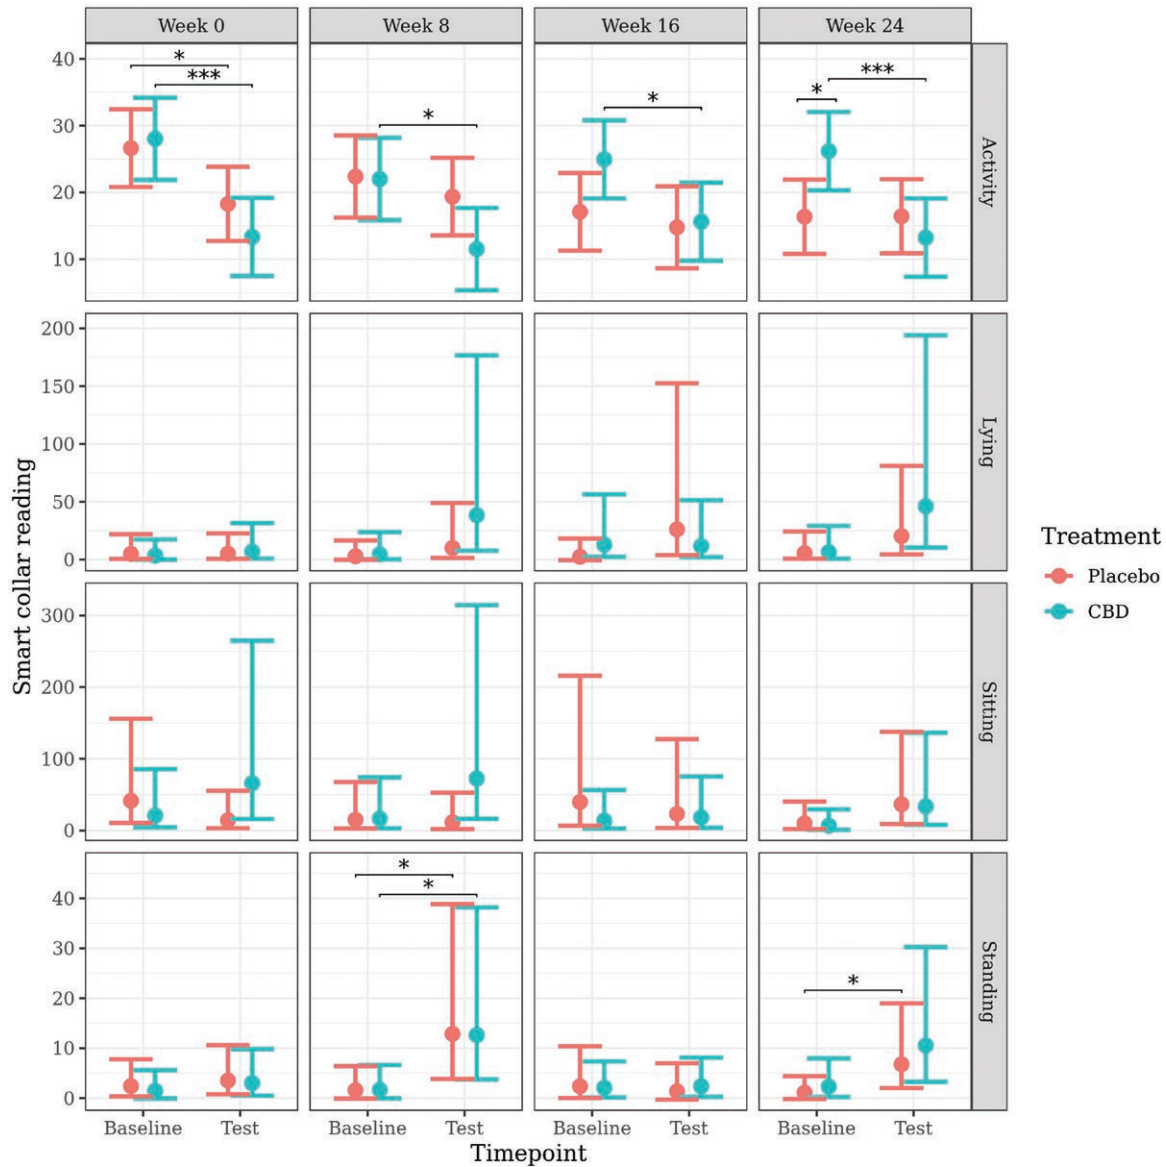 Week 0 Week 8 Week 16 Week 24
* *** * * * ***
40
30
20
10
Activity
200
150
100
50
0
Lying
Smart collar reading
300
200
100
0
Sitting
* * *
40
30
20
10
0
Standing
Baseline Test Baseline Test Baseline Test Baseline Test
Timepoint
Treatment
Placebo
CBD